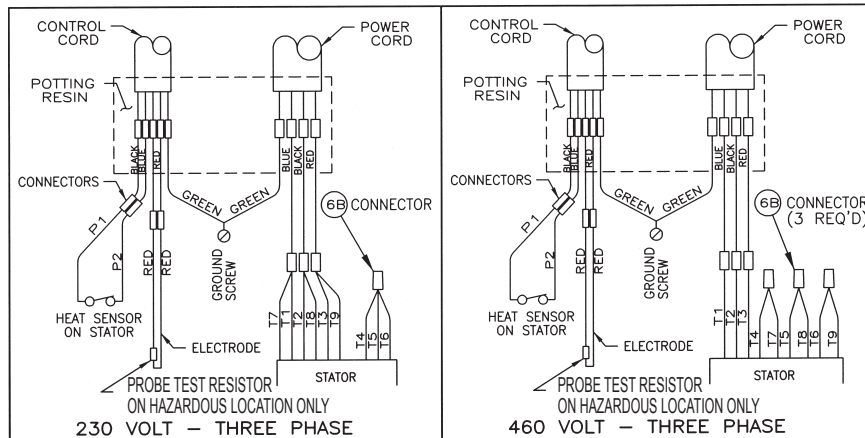 CONTROL
CORD
POWER
CORD
POTTING
RESIN
BLACK
BLUE
RED
BLUE
BLACK
RED
CONNECTORS
GREEN
GREEN
6B CONNECTOR
P1
P2
RED
RED
GROUND
SCREW
HEAT SENSOR
ON STATOR
T7
T1
T2
T8
T3
T9
T4
T5
T6
ELECTRODE
STATOR
PROBE TEST RESISTOR
ON HAZARDOUS LOCATION ONLY
230 VOLT – THREE PHASE
CONTROL
CORD
POWER
CORD
POTTING
RESIN
BLACK
BLUE
RED
BLUE
BLACK
RED
CONNECTORS
GREEN
GREEN
6B CONNECTOR
(3 REQ'D)
P1
P2
RED
RED
GROUND
SCREW
HEAT SENSOR
ON STATOR
T1
T2
T3
T4
T7
T5
T8
T6
T9
ELECTRODE
STATOR
PROBE TEST RESISTOR
ON HAZARDOUS LOCATION ONLY
460 VOLT – THREE PHASE